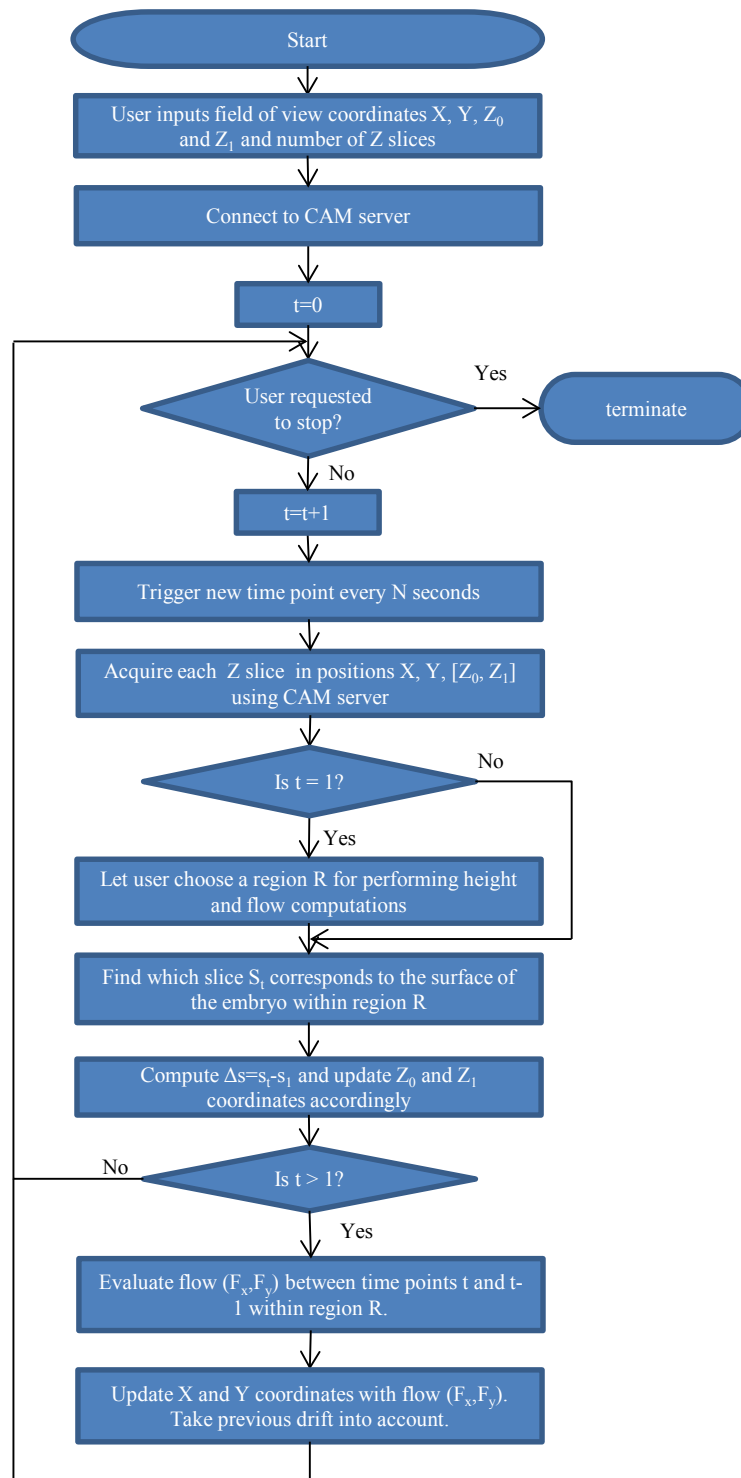 Start
User inputs field of view coordinates X, Y, Z₀
and Z₁ and number of Z slices
Connect to CAM server
t=0
User requested
to stop?
Yes
terminate
No
t=t+1
Trigger new time point every N seconds
Acquire each Z slice in positions X, Y, [Z₀, Z₁]
using CAM server
Is t = 1?
No
Yes
Let user choose a region R for performing height
and flow computations
Find which slice Sₜ corresponds to the surface of
the embryo within region R
Compute Δs=sₜ-s₁ and update Z₀ and Z₁
coordinates accordingly
No
Is t > 1?
Yes
Evaluate flow (Fₓ,F_y) between time points t and t-
1 within region R.
Update X and Y coordinates with flow (Fₓ,F_y).
Take previous drift into account.